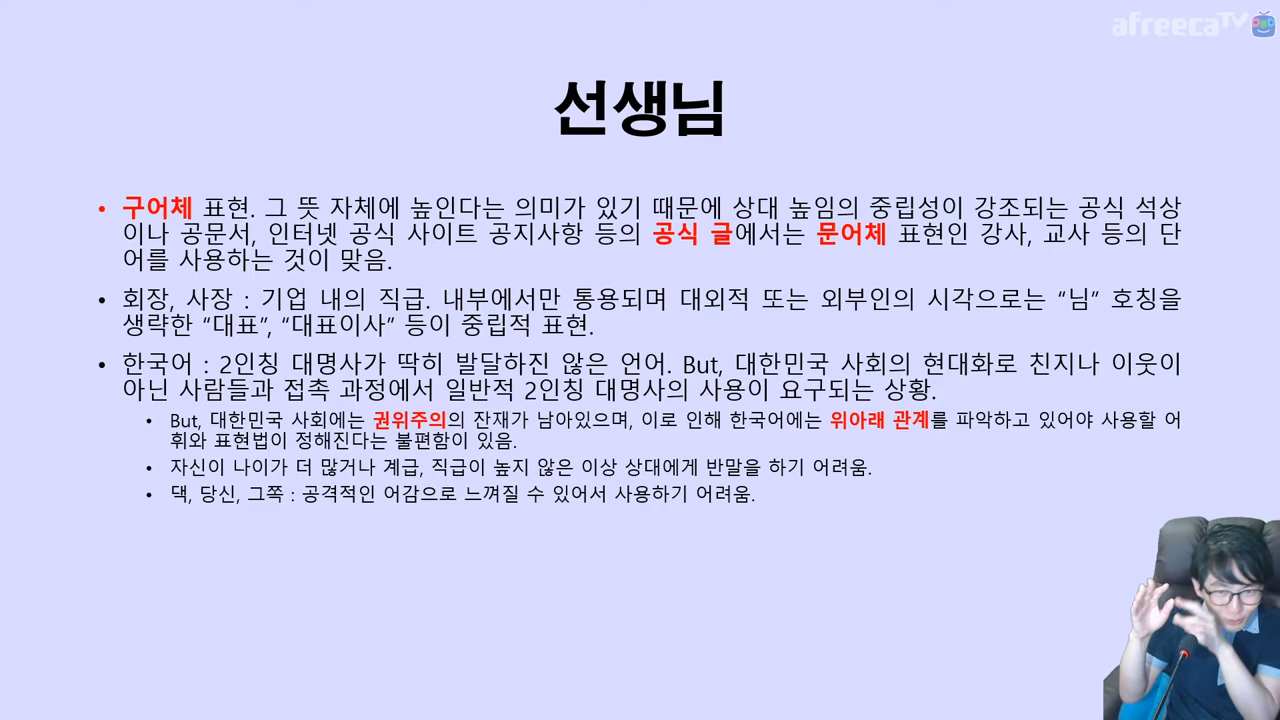 afreecaTV
선생님
• 구어체 표현. 그 뜻 자체에 높인다는 의미가 있기 때문에 상대 높임의 중립성이 강조되는 공식 석상
이나 공문서, 인터넷 공식 사이트 공지사항 등의 공식 글에서는 문어체 표현인 강사, 교사 등의 단
어를 사용하는 것이 맞음.
• 회장, 사장 : 기업 내의 직급. 내부에서만 통용되며 대외적 또는 외부인의 시각으로는 “님” 호칭을
생략한 “대표”, “대표이사” 등이 중립적 표현.
• 한국어 : 2인칭 대명사가 딱히 발달하진 않은 언어. But, 대한민국 사회의 현대화로 친지나 이웃이
아닌 사람들과 접촉 과정에서 일반적 2인칭 대명사의 사용이 요구되는 상황.
• But, 대한민국 사회에는 권위주의의 잔재가 남아있으며, 이로 인해 한국어에는 위아래 관계를 파악하고 있어야 사용할 어
휘와 표현법이 정해진다는 불편함이 있음.
• 자신이 나이가 더 많거나 계급, 직급이 높지 않은 이상 상대에게 반말을 하기 어려움.
• 댁, 당신, 그쪽 : 공격적인 어감으로 느껴질 수 있어서 사용하기 어려움.